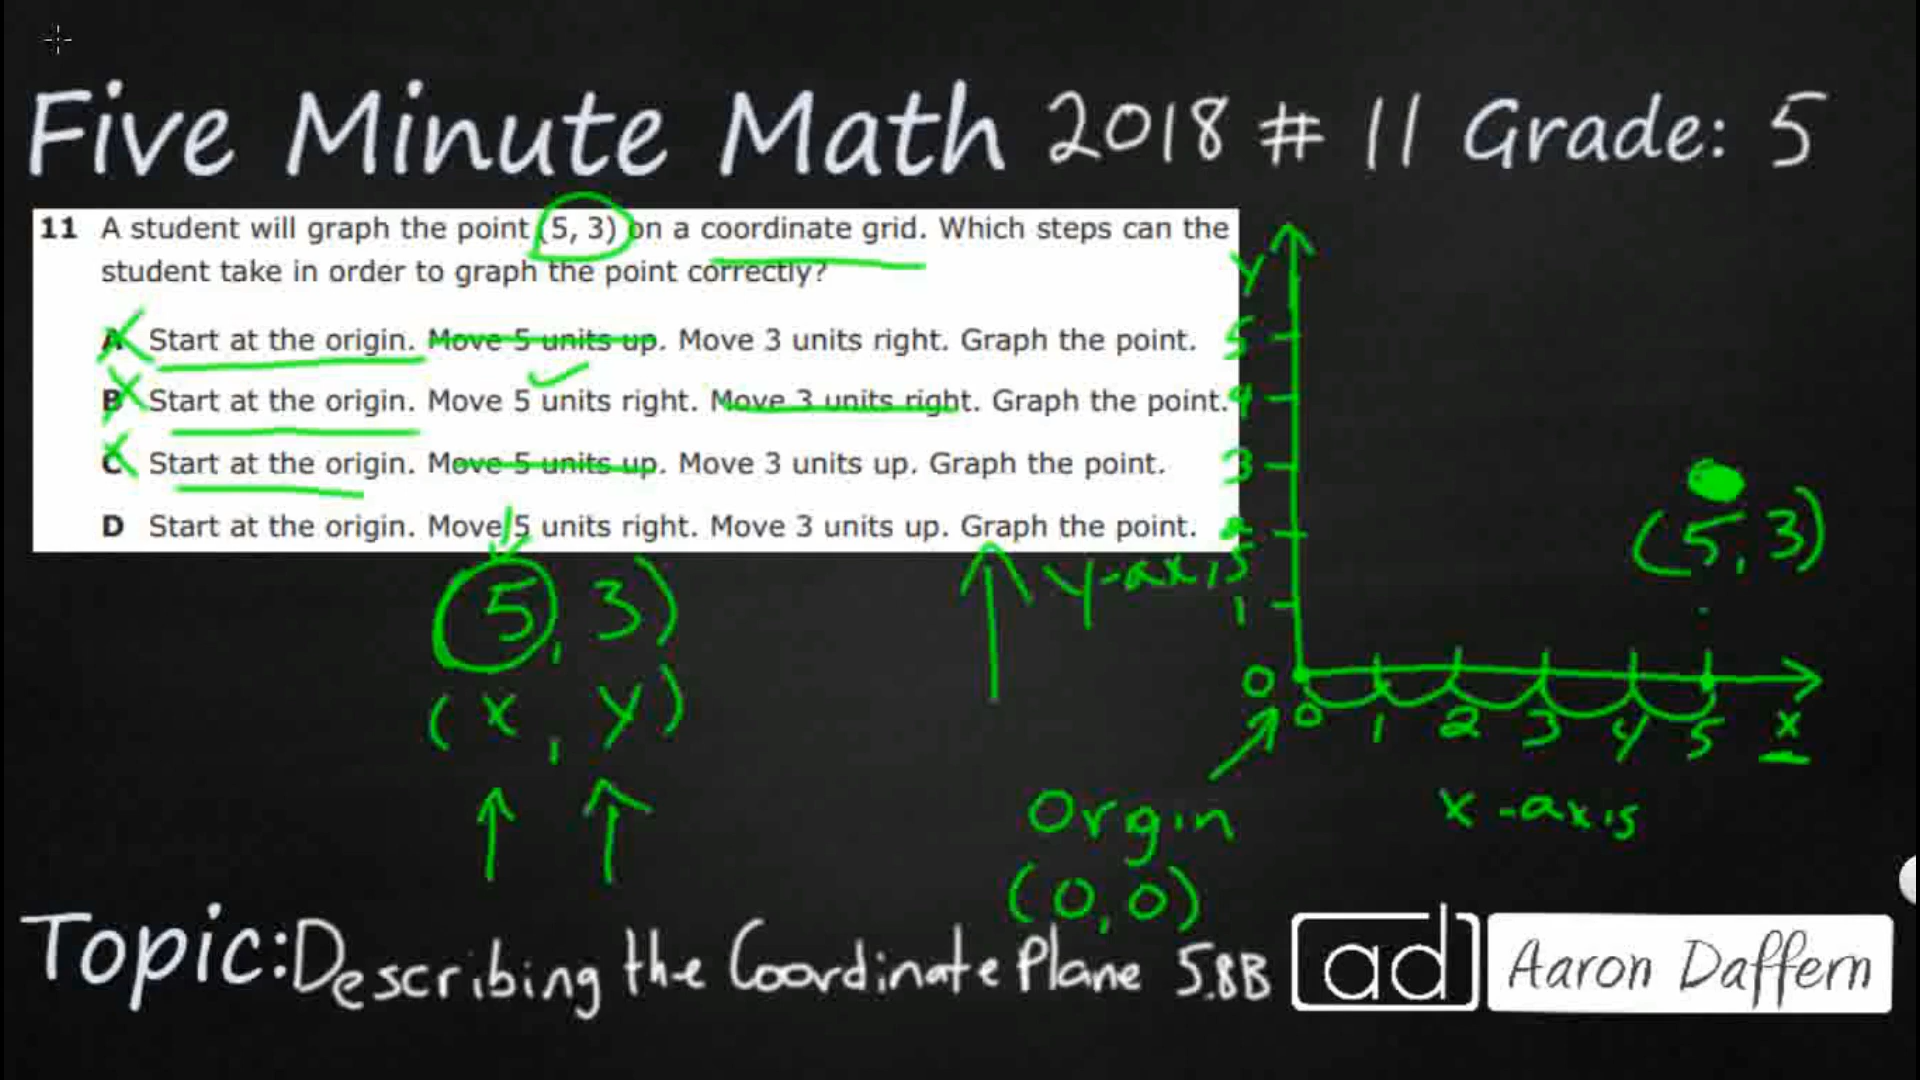 Five Minute Math 2018 # 11 Grade: 5
11 A student will graph the point (5, 3) on a coordinate grid. Which steps can the
student take in order to graph the point correctly?
A Start at the origin. Move 5 units up. Move 3 units right. Graph the point.
B Start at the origin. Move 5 units right. Move 3 units right. Graph the point.
C Start at the origin. Move 5 units up. Move 3 units up. Graph the point.
D Start at the origin. Move 5 units right. Move 3 units up. Graph the point.
5, 3)
(x, y)
y-axis
Y
5
4
3
2
1
0
(5, 3)
0 1 2 3 4 5 x
x-axis
Orgin
(0,0)
Topic: Describing the Coordinate Plane 5.8B
ad Aaron Daffern